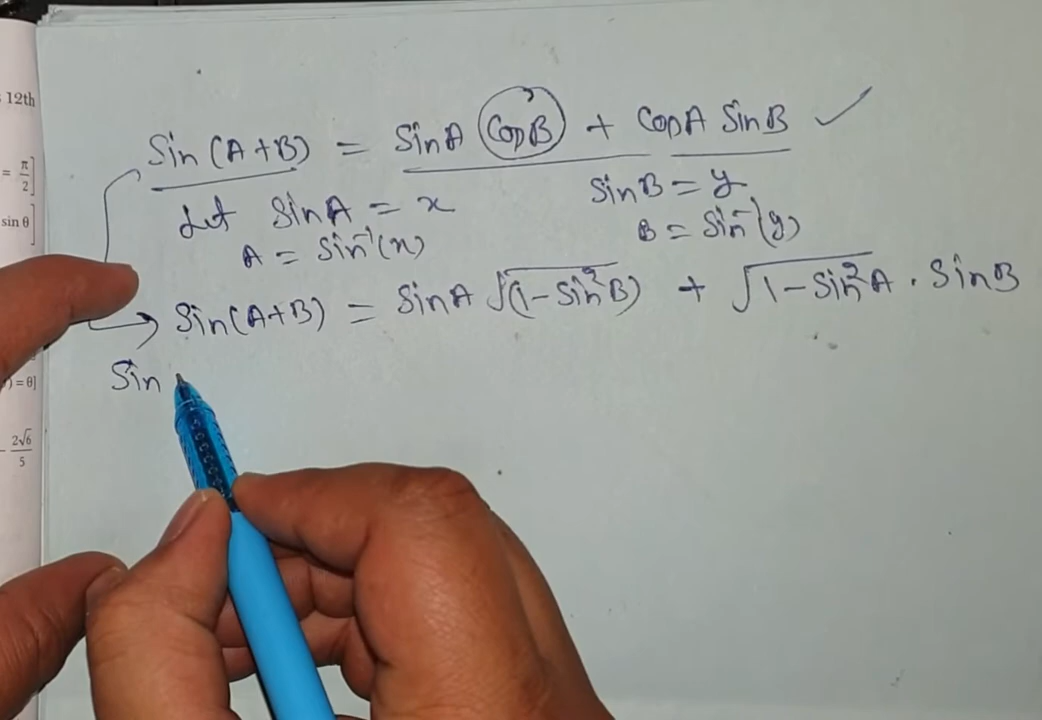 12th
Sin(A+B) = SinA CosB + CosA SinB ✓
= π/2]
Let SinA = x SinB = y
sin θ]
A = Sin⁻¹(x) B = Sin⁻¹(y)
Sin(A+B) = SinA √(1-Sin²B) + √1-Sin²A . SinB
Sin
) = θ]
2√6/5